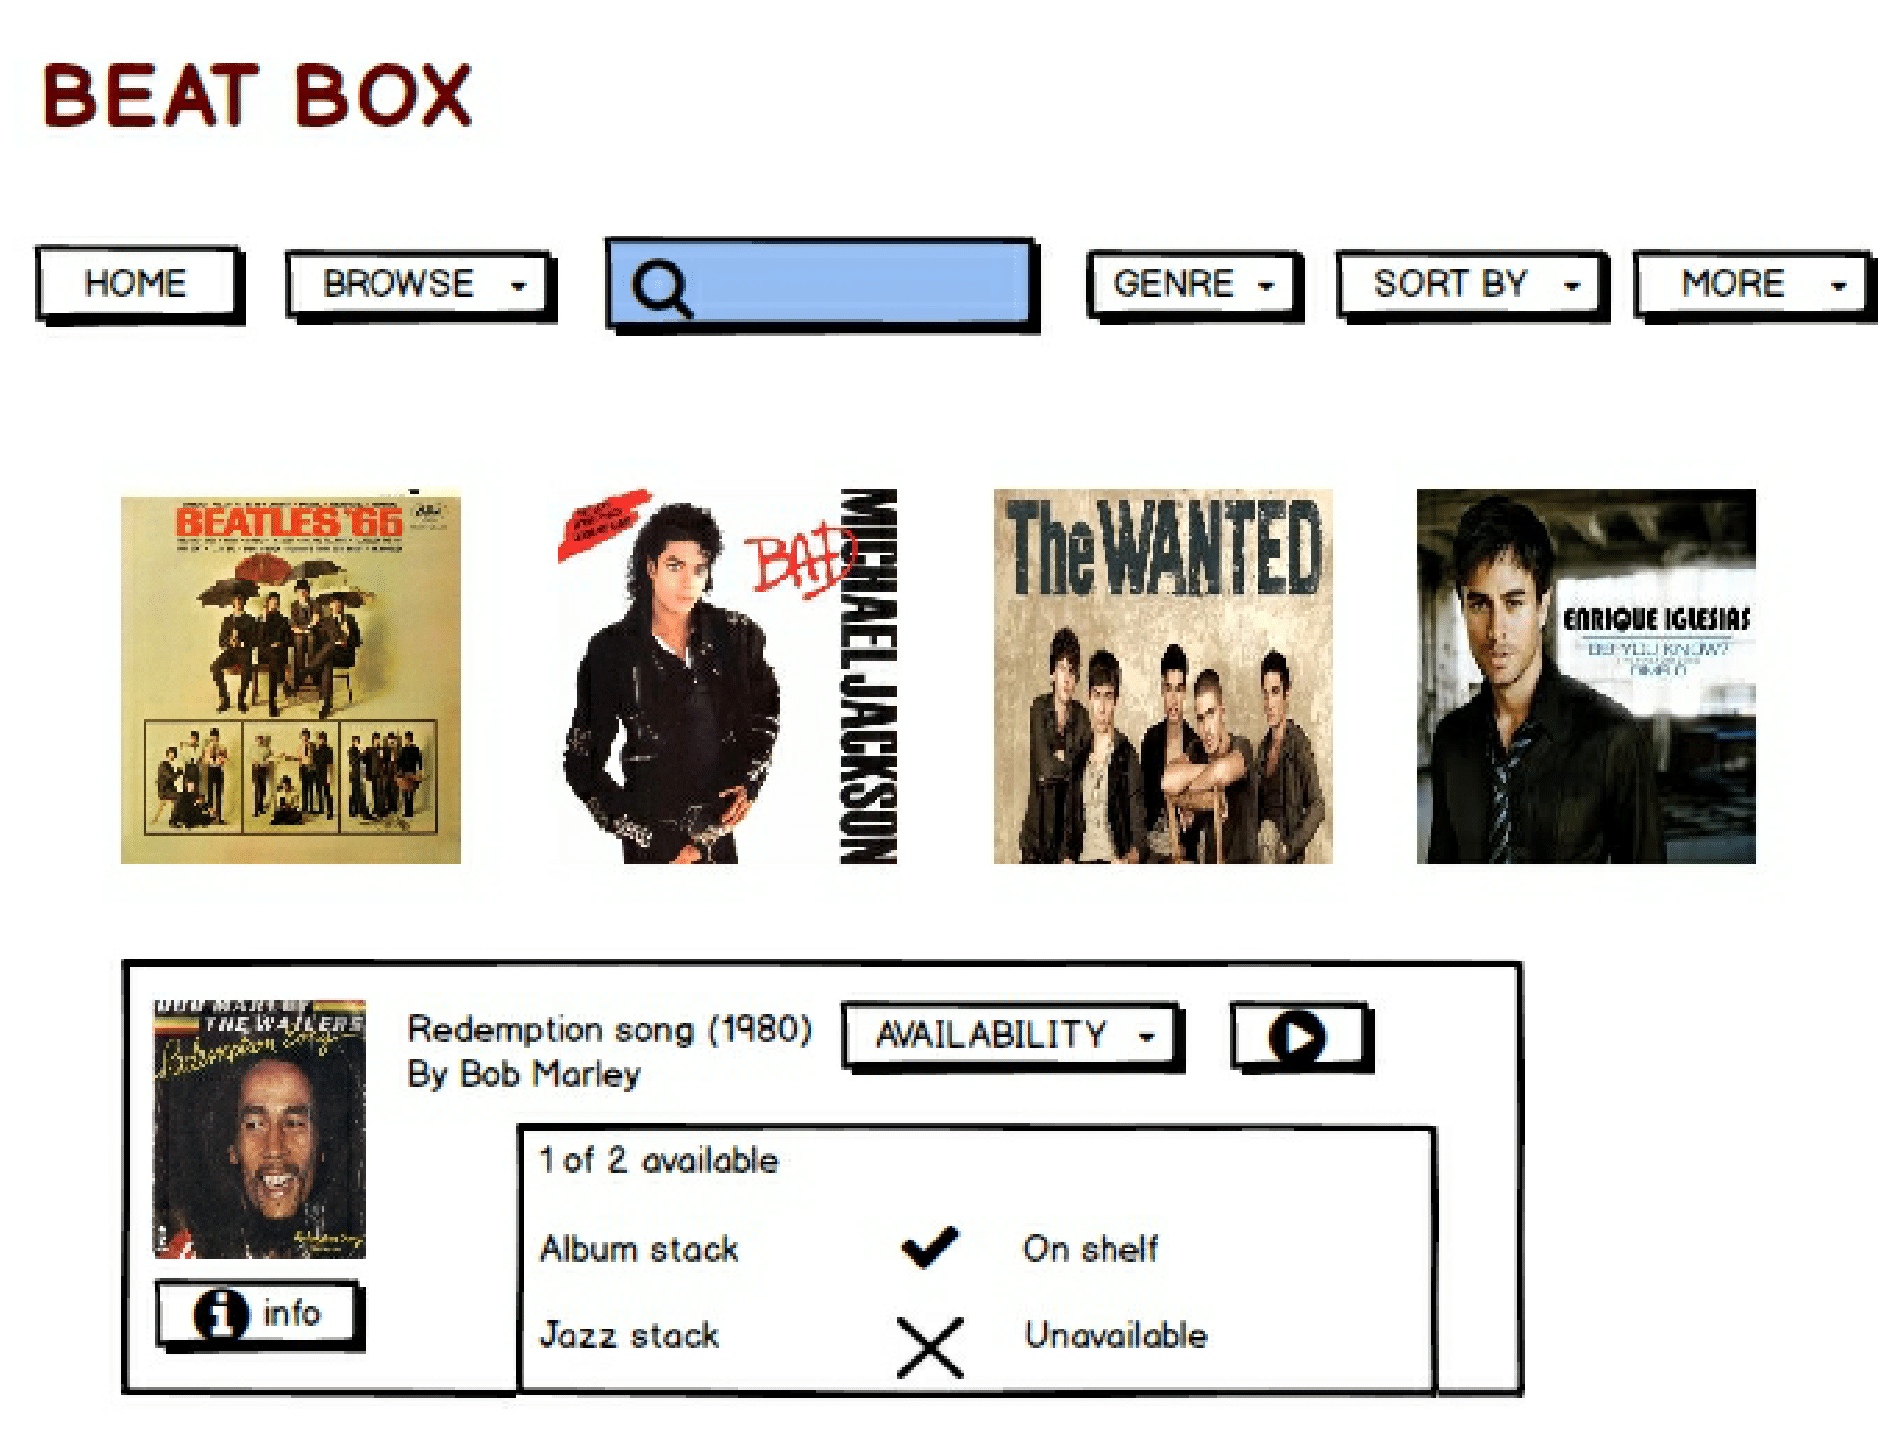 BEAT BOX
HOME
BROWSE
GENRE
SORT BY
MORE
BEATLES '65
BAD
MICHAEL JACKSON
The WANTED
ENRIQUE IGLESIAS
DO YOU KNOW?
DIMELO
THE WAILERS
Redemption Song
Redemption song (1980)
By Bob Marley
AVAILABILITY
1 of 2 available
Album stack
On shelf
Jazz stack
Unavailable
info